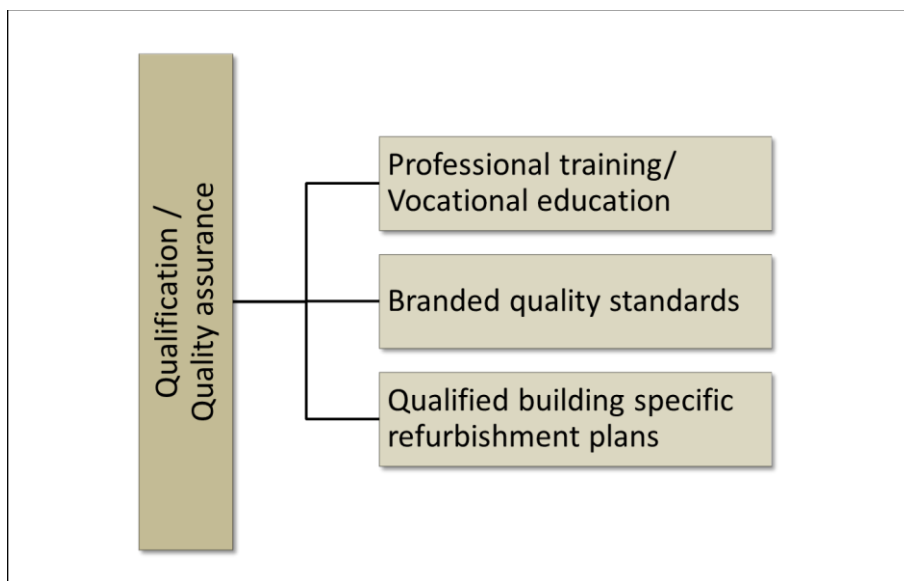 Qualification /
Quality assurance
Professional training/
Vocational education
Branded quality standards
Qualified building specific
refurbishment plans